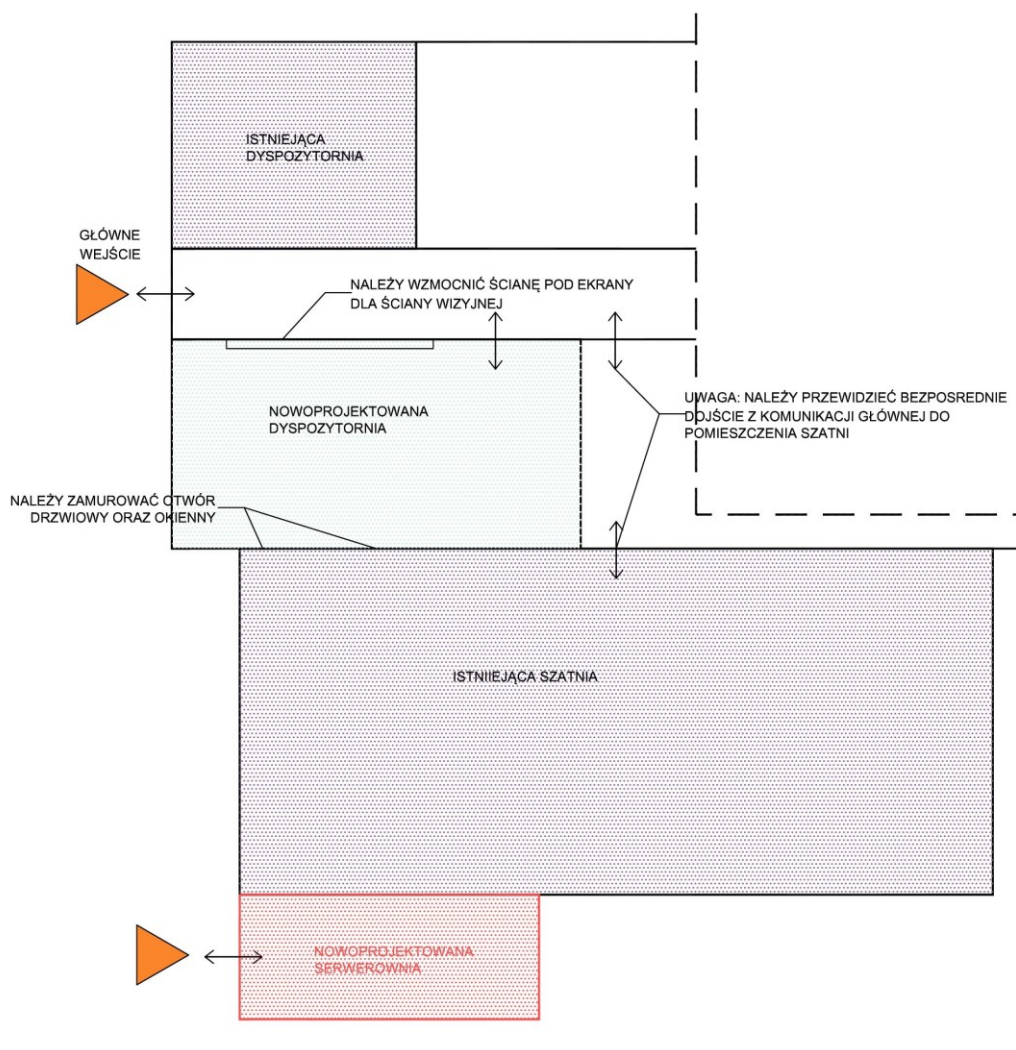 ISTNIEJĄCA
DYSPOZYTORNIA
GŁÓWNE
WEJŚCIE
NALEŻY WZMOCNIĆ ŚCIANĘ POD EKRANY
DLA ŚCIANY WIZYJNEJ
UWAGA: NALEŻY PRZEWIDZIEĆ BEZPOSREDNIE
DOJŚCIE Z KOMUNIKACJI GŁÓWNEJ DO
POMIESZCZENIA SZATNI
NOWOPROJEKTOWANA
DYSPOZYTORNIA
NALEŻY ZAMUROWAĆ OTWÓR
DRZWIOWY ORAZ OKIENNY
ISTNIIEJĄCA SZATNIA
NOWOPROJEKTOWANA
SERWEROWNIA